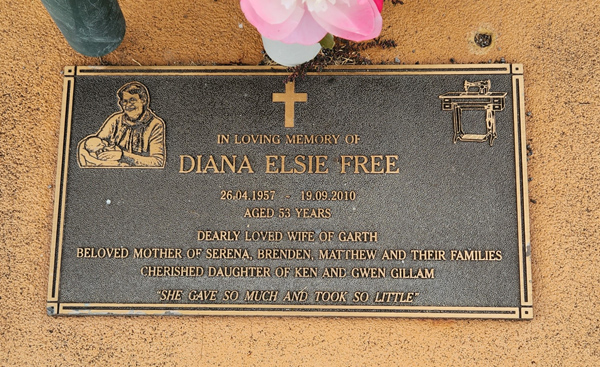 IN LOVING MEMORY OF
DIANA ELSIE FREE
26.04.1957 - 19.09.2010
AGED 53 YEARS
DEARLY LOVED WIFE OF GARTH
BELOVED MOTHER OF SERENA, BRENDEN, MATTHEW AND THEIR FAMILIES
CHERISHED DAUGHTER OF KEN AND GWEN GILLAM
"SHE GAVE SO MUCH AND TOOK SO LITTLE"